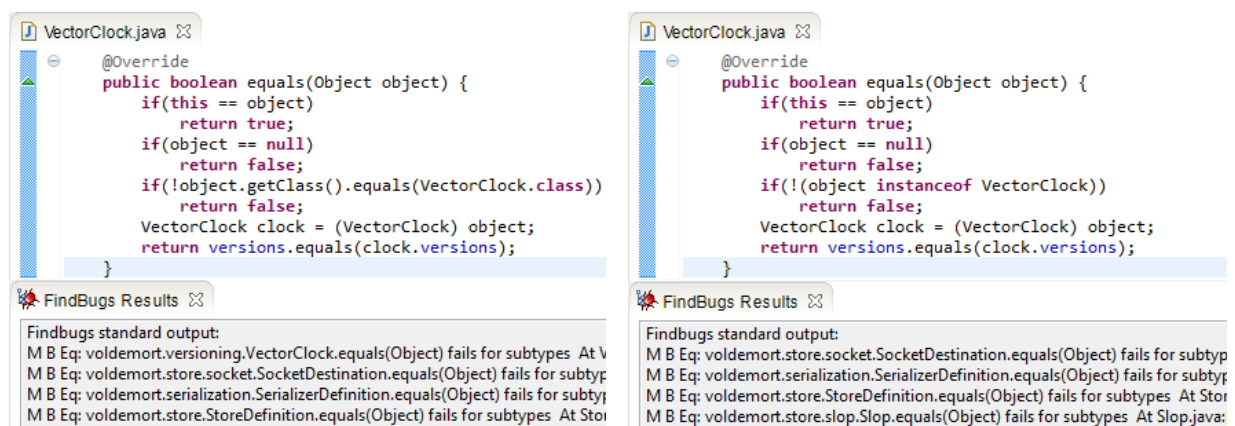 VectorClock.java
@Override
public boolean equals(Object object) {
if(this == object)
return true;
if(object == null)
return false;
if(!object.getClass().equals(VectorClock.class))
return false;
VectorClock clock = (VectorClock) object;
return versions.equals(clock.versions);
}
FindBugs Results
Findbugs standard output:
M B Eq: voldemort.versioning.VectorClock.equals(Object) fails for subtypes At V
M B Eq: voldemort.store.socket.SocketDestination.equals(Object) fails for subtyp
M B Eq: voldemort.serialization.SerializerDefinition.equals(Object) fails for subtyp
M B Eq: voldemort.store.StoreDefinition.equals(Object) fails for subtypes At Stor
VectorClock.java
@Override
public boolean equals(Object object) {
if(this == object)
return true;
if(object == null)
return false;
if(!(object instanceof VectorClock))
return false;
VectorClock clock = (VectorClock) object;
return versions.equals(clock.versions);
}
FindBugs Results
Findbugs standard output:
M B Eq: voldemort.store.socket.SocketDestination.equals(Object) fails for subtyp
M B Eq: voldemort.serialization.SerializerDefinition.equals(Object) fails for subtyp
M B Eq: voldemort.store.StoreDefinition.equals(Object) fails for subtypes At Stor
M B Eq: voldemort.store.slop.Slop.equals(Object) fails for subtypes At Slop.java: